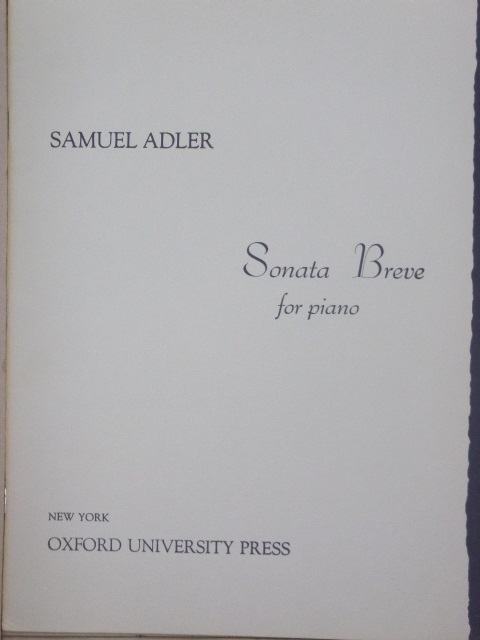 SAMUEL ADLER
Sonata Breve
for piano
NEW YORK
OXFORD UNIVERSITY PRESS